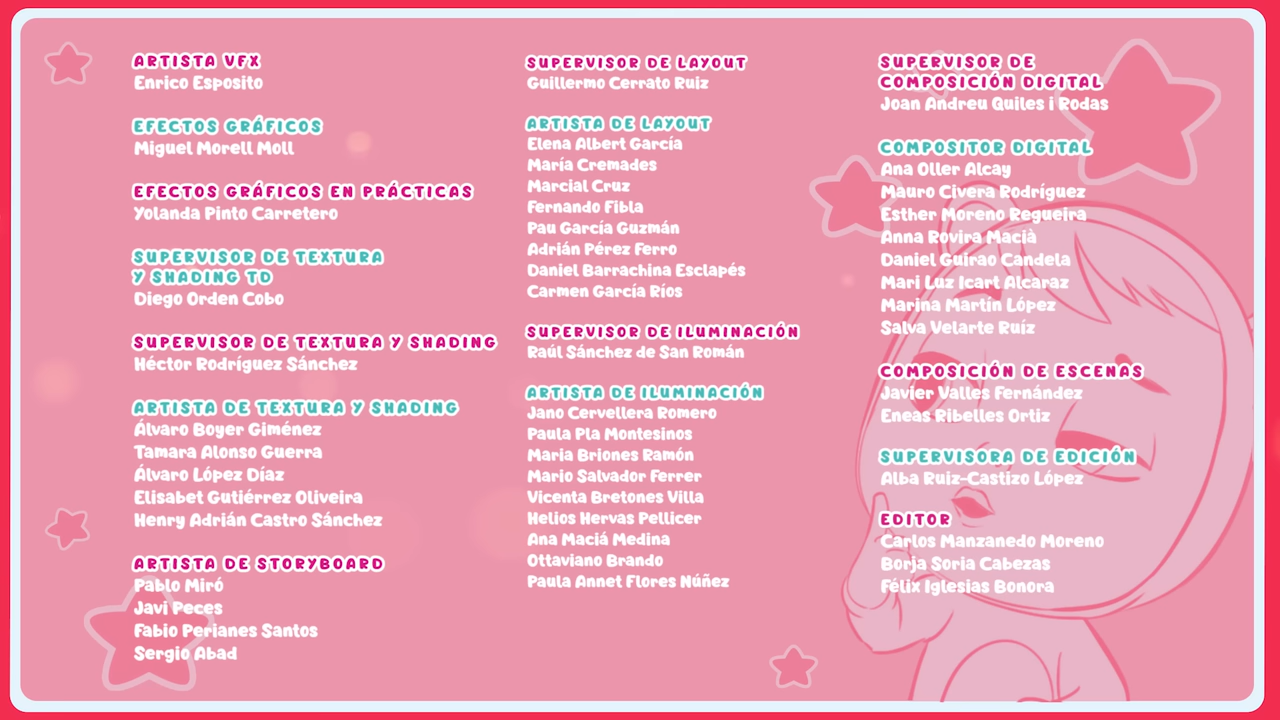 ARTISTA VFX
Enrico Esposito
EFECTOS GRÁFICOS
Miguel Morell Moll
EFECTOS GRÁFICOS EN PRÁCTICAS
Yolanda Pinto Carretero
SUPERVISOR DE TEXTURA
Y SHADING TD
Diego Orden Cobo
SUPERVISOR DE TEXTURA Y SHADING
Héctor Rodríguez Sánchez
ARTISTA DE TEXTURA Y SHADING
Álvaro Boyer Giménez
Tamara Alonso Guerra
Álvaro López Díaz
Elisabet Gutiérrez Oliveira
Henry Adrián Castro Sánchez
ARTISTA DE STORYBOARD
Pablo Miró
Javi Peces
Fabio Perianes Santos
Sergio Abad
SUPERVISOR DE LAYOUT
Guillermo Cerrato Ruiz
ARTISTA DE LAYOUT
Elena Albert García
María Cremades
Marcial Cruz
Fernando Fibla
Pau García Guzmán
Adrián Pérez Ferro
Daniel Barrachina Esclapés
Carmen García Ríos
SUPERVISOR DE ILUMINACIÓN
Raúl Sánchez de San Román
ARTISTA DE ILUMINACIÓN
Jano Cervellera Romero
Paula Pla Montesinos
Maria Briones Ramón
Mario Salvador Ferrer
Vicenta Bretones Villa
Helios Hervas Pellicer
Ana Maciá Medina
Ottaviano Brando
Paula Annet Flores Núñez
SUPERVISOR DE
COMPOSICIÓN DIGITAL
Joan Andreu Quiles i Rodas
COMPOSITOR DIGITAL
Ana Oller Alcay
Mauro Civera Rodríguez
Esther Moreno Regueira
Anna Rovira Macià
Daniel Guirao Candela
Mari Luz Icart Alcaraz
Marina Martín López
Salva Velarte Ruíz
COMPOSICIÓN DE ESCENAS
Javier Valles Fernández
Eneas Ribelles Ortiz
SUPERVISORA DE EDICIÓN
Alba Ruiz-Castizo López
EDITOR
Carlos Manzanedo Moreno
Borja Soria Cabezas
Félix Iglesias Bonora